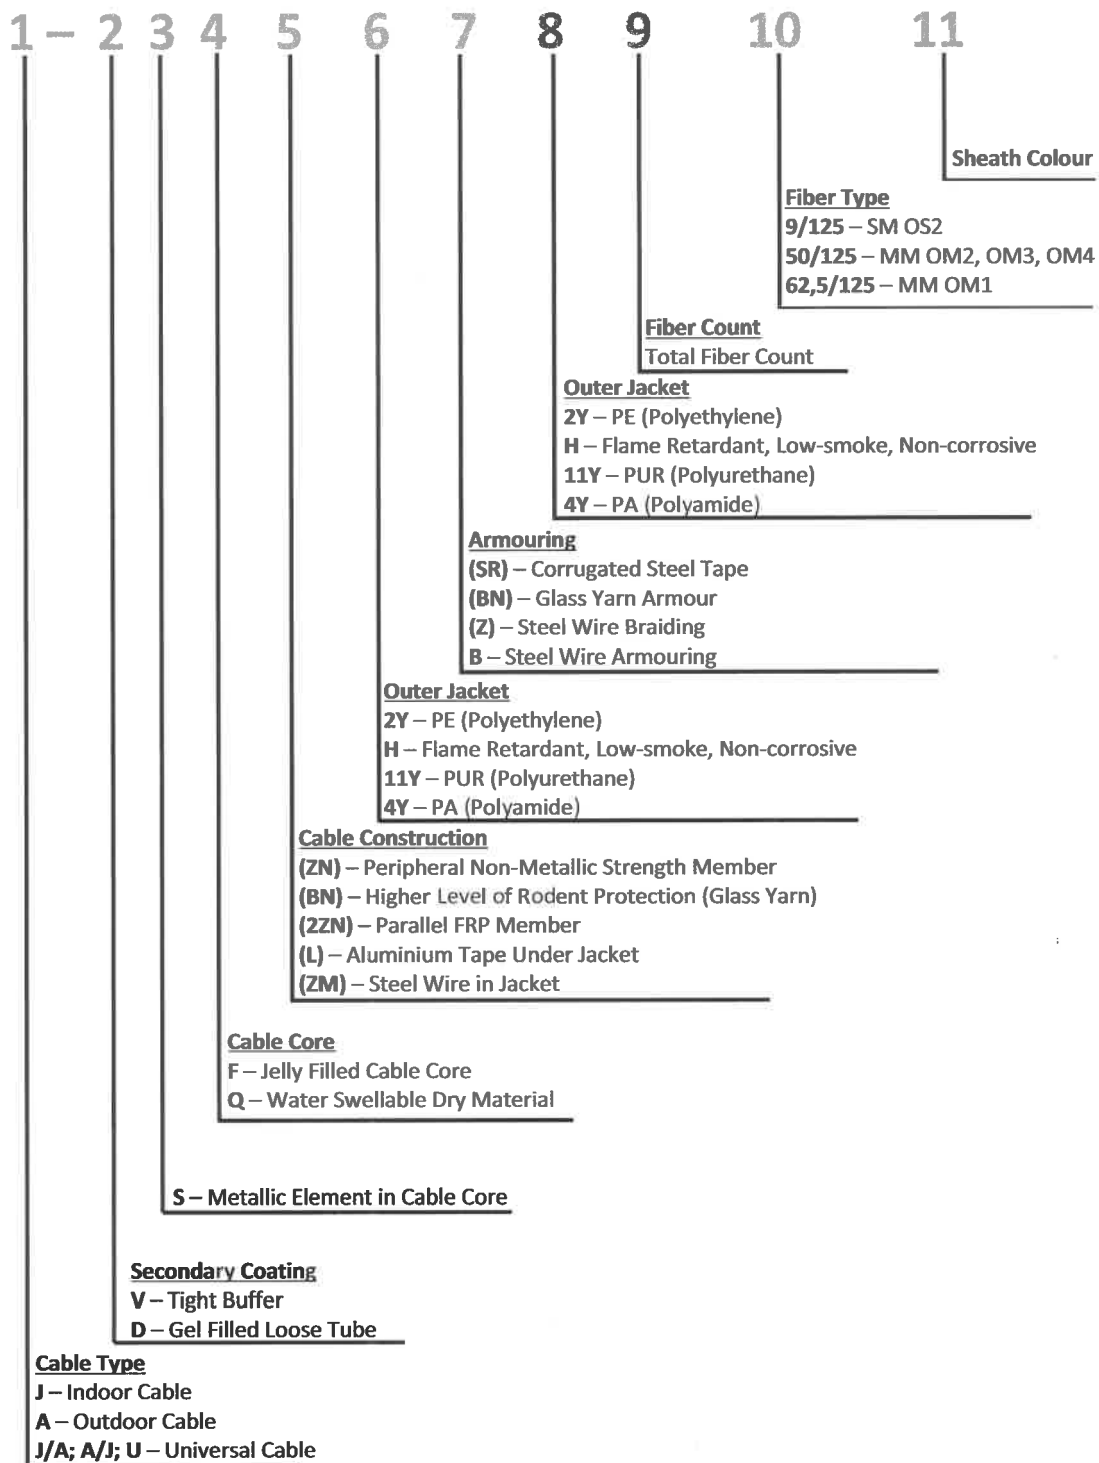 1 – 2 3 4 5 6 7 8 9 10 11
Sheath Colour
Fiber Type
9/125 – SM OS2
50/125 – MM OM2, OM3, OM4
62,5/125 – MM OM1
Fiber Count
Total Fiber Count
Outer Jacket
2Y – PE (Polyethylene)
H – Flame Retardant, Low-smoke, Non-corrosive
11Y – PUR (Polyurethane)
4Y – PA (Polyamide)
Armouring
(SR) – Corrugated Steel Tape
(BN) – Glass Yarn Armour
(Z) – Steel Wire Braiding
B – Steel Wire Armouring
Outer Jacket
2Y – PE (Polyethylene)
H – Flame Retardant, Low-smoke, Non-corrosive
11Y – PUR (Polyurethane)
4Y – PA (Polyamide)
Cable Construction
(ZN) – Peripheral Non-Metallic Strength Member
(BN) – Higher Level of Rodent Protection (Glass Yarn)
(2ZN) – Parallel FRP Member
(L) – Aluminium Tape Under Jacket
(ZM) – Steel Wire in Jacket
Cable Core
F – Jelly Filled Cable Core
Q – Water Swellable Dry Material
S – Metallic Element in Cable Core
Secondary Coating
V – Tight Buffer
D – Gel Filled Loose Tube
Cable Type
J – Indoor Cable
A – Outdoor Cable
J/A; A/J; U – Universal Cable